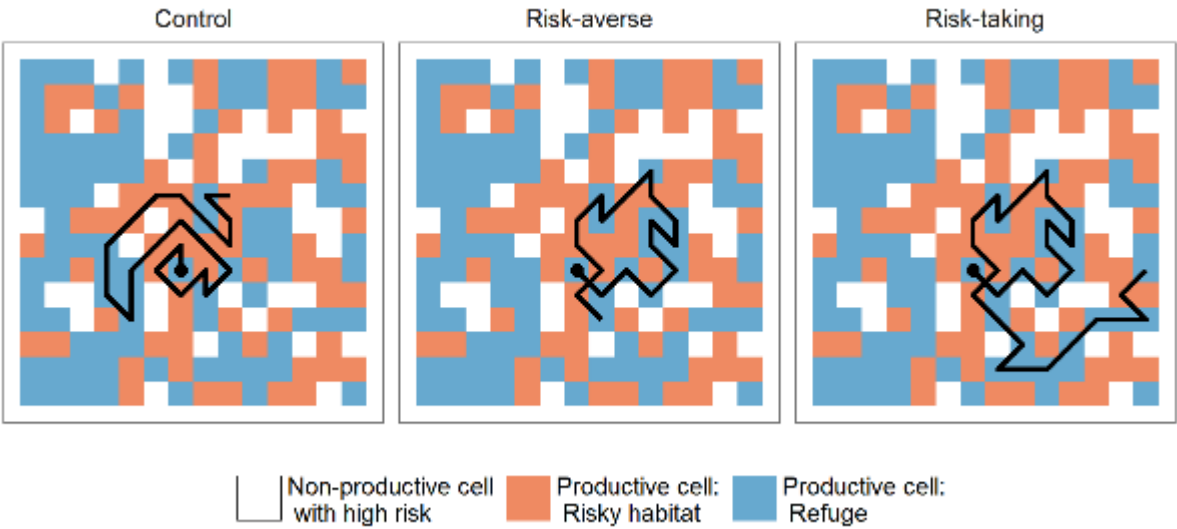 Control
Risk-averse
Risk-taking
Non-productive cell
with high risk
Productive cell:
Risky habitat
Productive cell:
Refuge